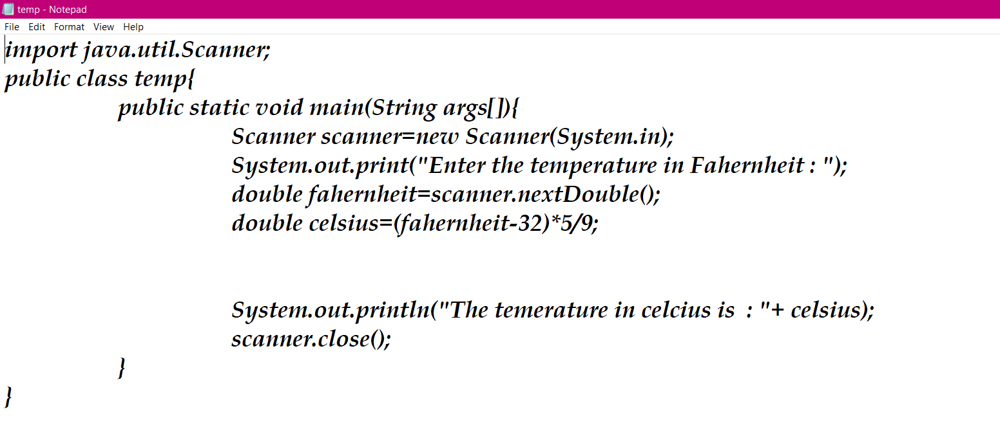 temp - Notepad
File Edit Format View Help
import java.util.Scanner;
public class temp{
public static void main(String args[]){
Scanner scanner=new Scanner(System.in);
System.out.print("Enter the temperature in Fahernheit : ");
double fahernheit=scanner.nextDouble();
double celsius=(fahernheit-32)*5/9;
System.out.println("The temerature in celcius is  : "+ celsius);
scanner.close();
}
}